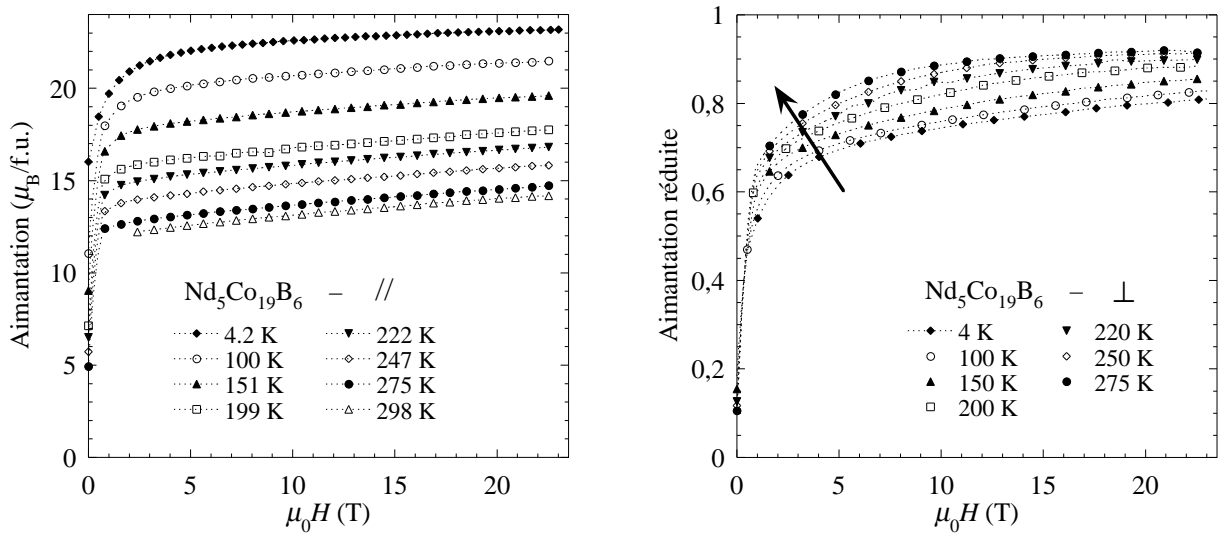 Aimantation (μB/f.u.)
20
15
10
5
0
Nd5Co19B6 – //
4.2 K
100 K
151 K
199 K
222 K
247 K
275 K
298 K
0 5 10 15 20
μ0H (T)
Aimantation réduite
1
0,8
0,6
0,4
0,2
0
Nd5Co19B6 – ⊥
4 K
100 K
150 K
200 K
220 K
250 K
275 K
0 5 10 15 20
μ0H (T)